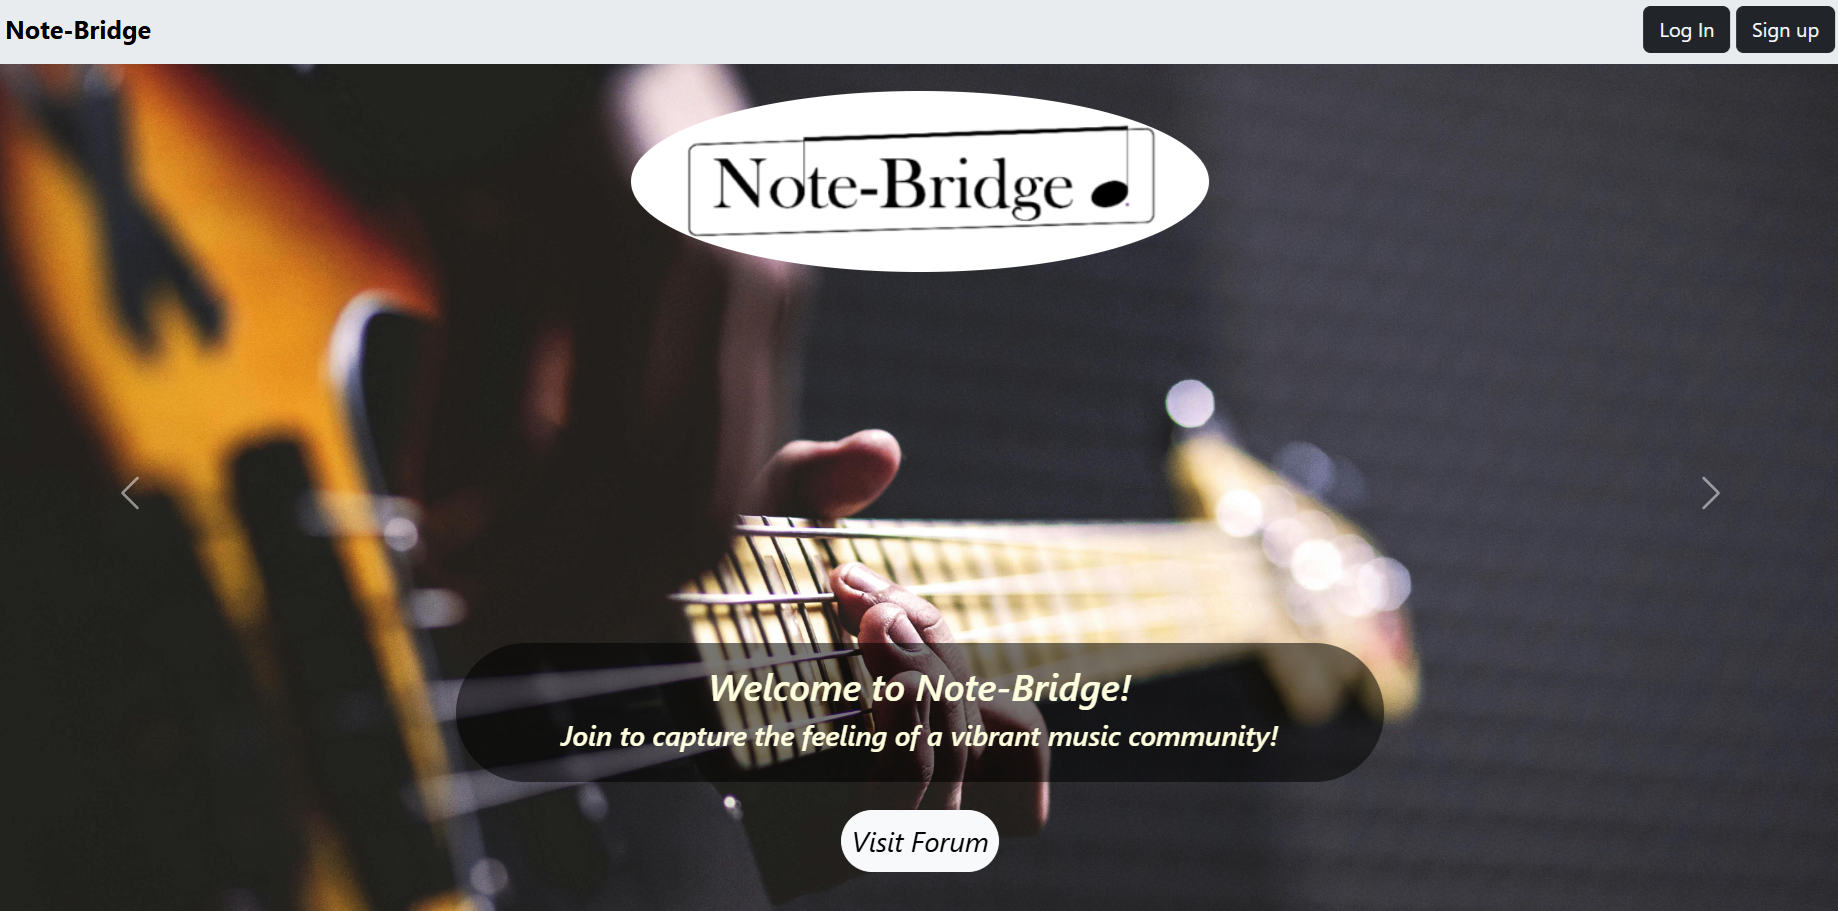 Note-Bridge
Log In
Sign up
Note-Bridge
Welcome to Note-Bridge!
Join to capture the feeling of a vibrant music community!
Visit Forum